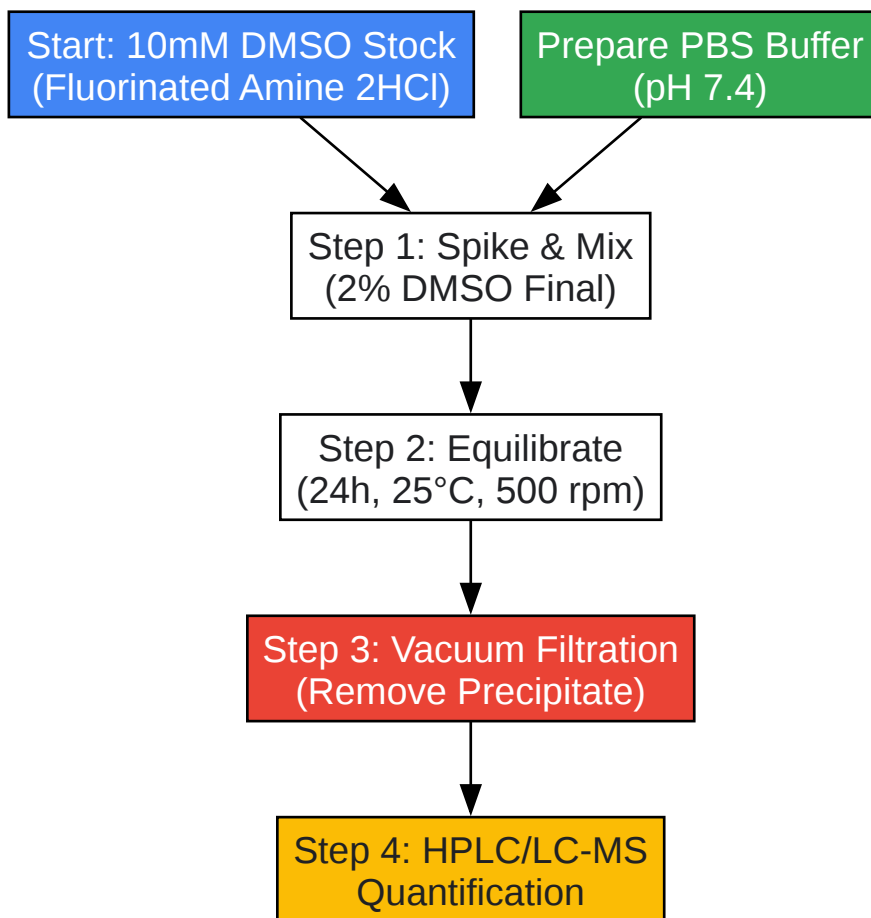 Start: 10mM DMSO Stock
(Fluorinated Amine 2HCl)
Prepare PBS Buffer
(pH 7.4)
Step 1: Spike & Mix
(2% DMSO Final)
Step 2: Equilibrate
(24h, 25°C, 500 rpm)
Step 3: Vacuum Filtration
(Remove Precipitate)
Step 4: HPLC/LC-MS
Quantification